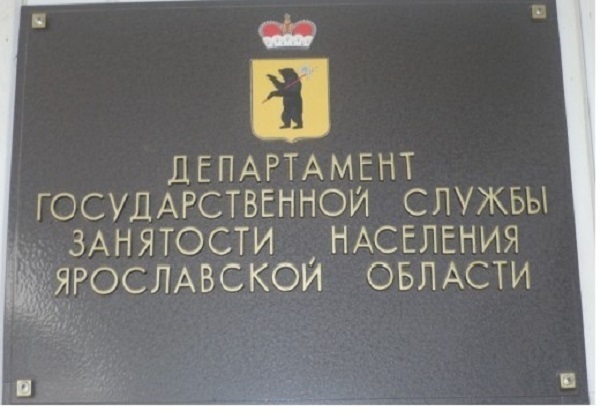 ДЕПАРТАМЕНТ
ГОСУДАРСТВЕННОЙ СЛУЖБЫ
ЗАНЯТОСТИ НАСЕЛЕНИЯ
ЯРОСЛАВСКОЙ ОБЛАСТИ